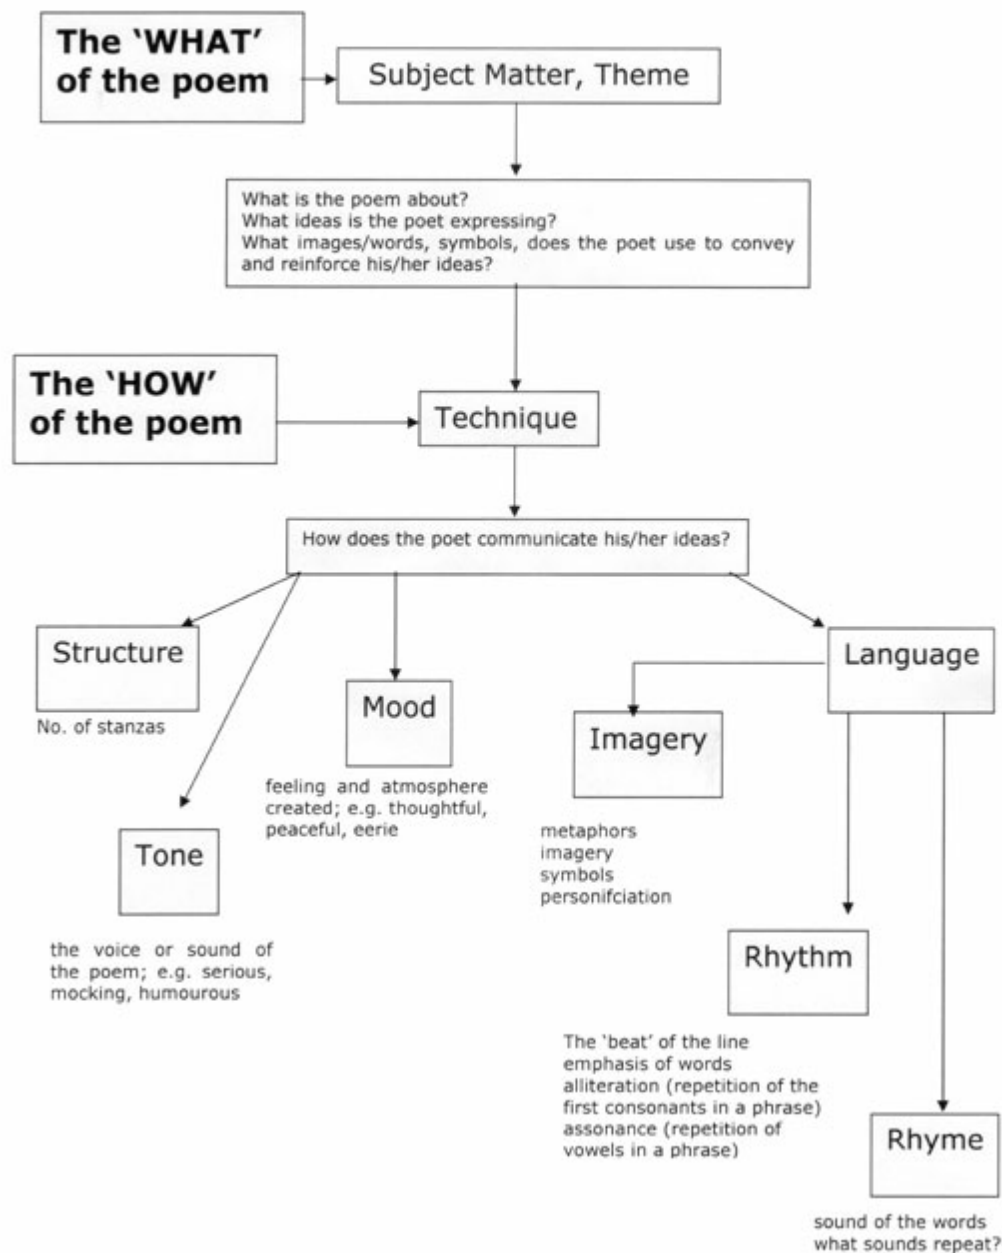 The ‘WHAT’
of the poem
Subject Matter, Theme
What is the poem about?
What ideas is the poet expressing?
What images/words, symbols, does the poet use to convey
and reinforce his/her ideas?
The ‘HOW’
of the poem
Technique
How does the poet communicate his/her ideas?
Structure
No. of stanzas
Tone
the voice or sound of
the poem; e.g. serious,
mocking, humourous
Mood
feeling and atmosphere
created; e.g. thoughtful,
peaceful, eerie
Language
Imagery
metaphors
imagery
symbols
personifciation
Rhythm
The ‘beat’ of the line
emphasis of words
alliteration (repetition of the
first consonants in a phrase)
assonance (repetition of
vowels in a phrase)
Rhyme
sound of the words
what sounds repeat?